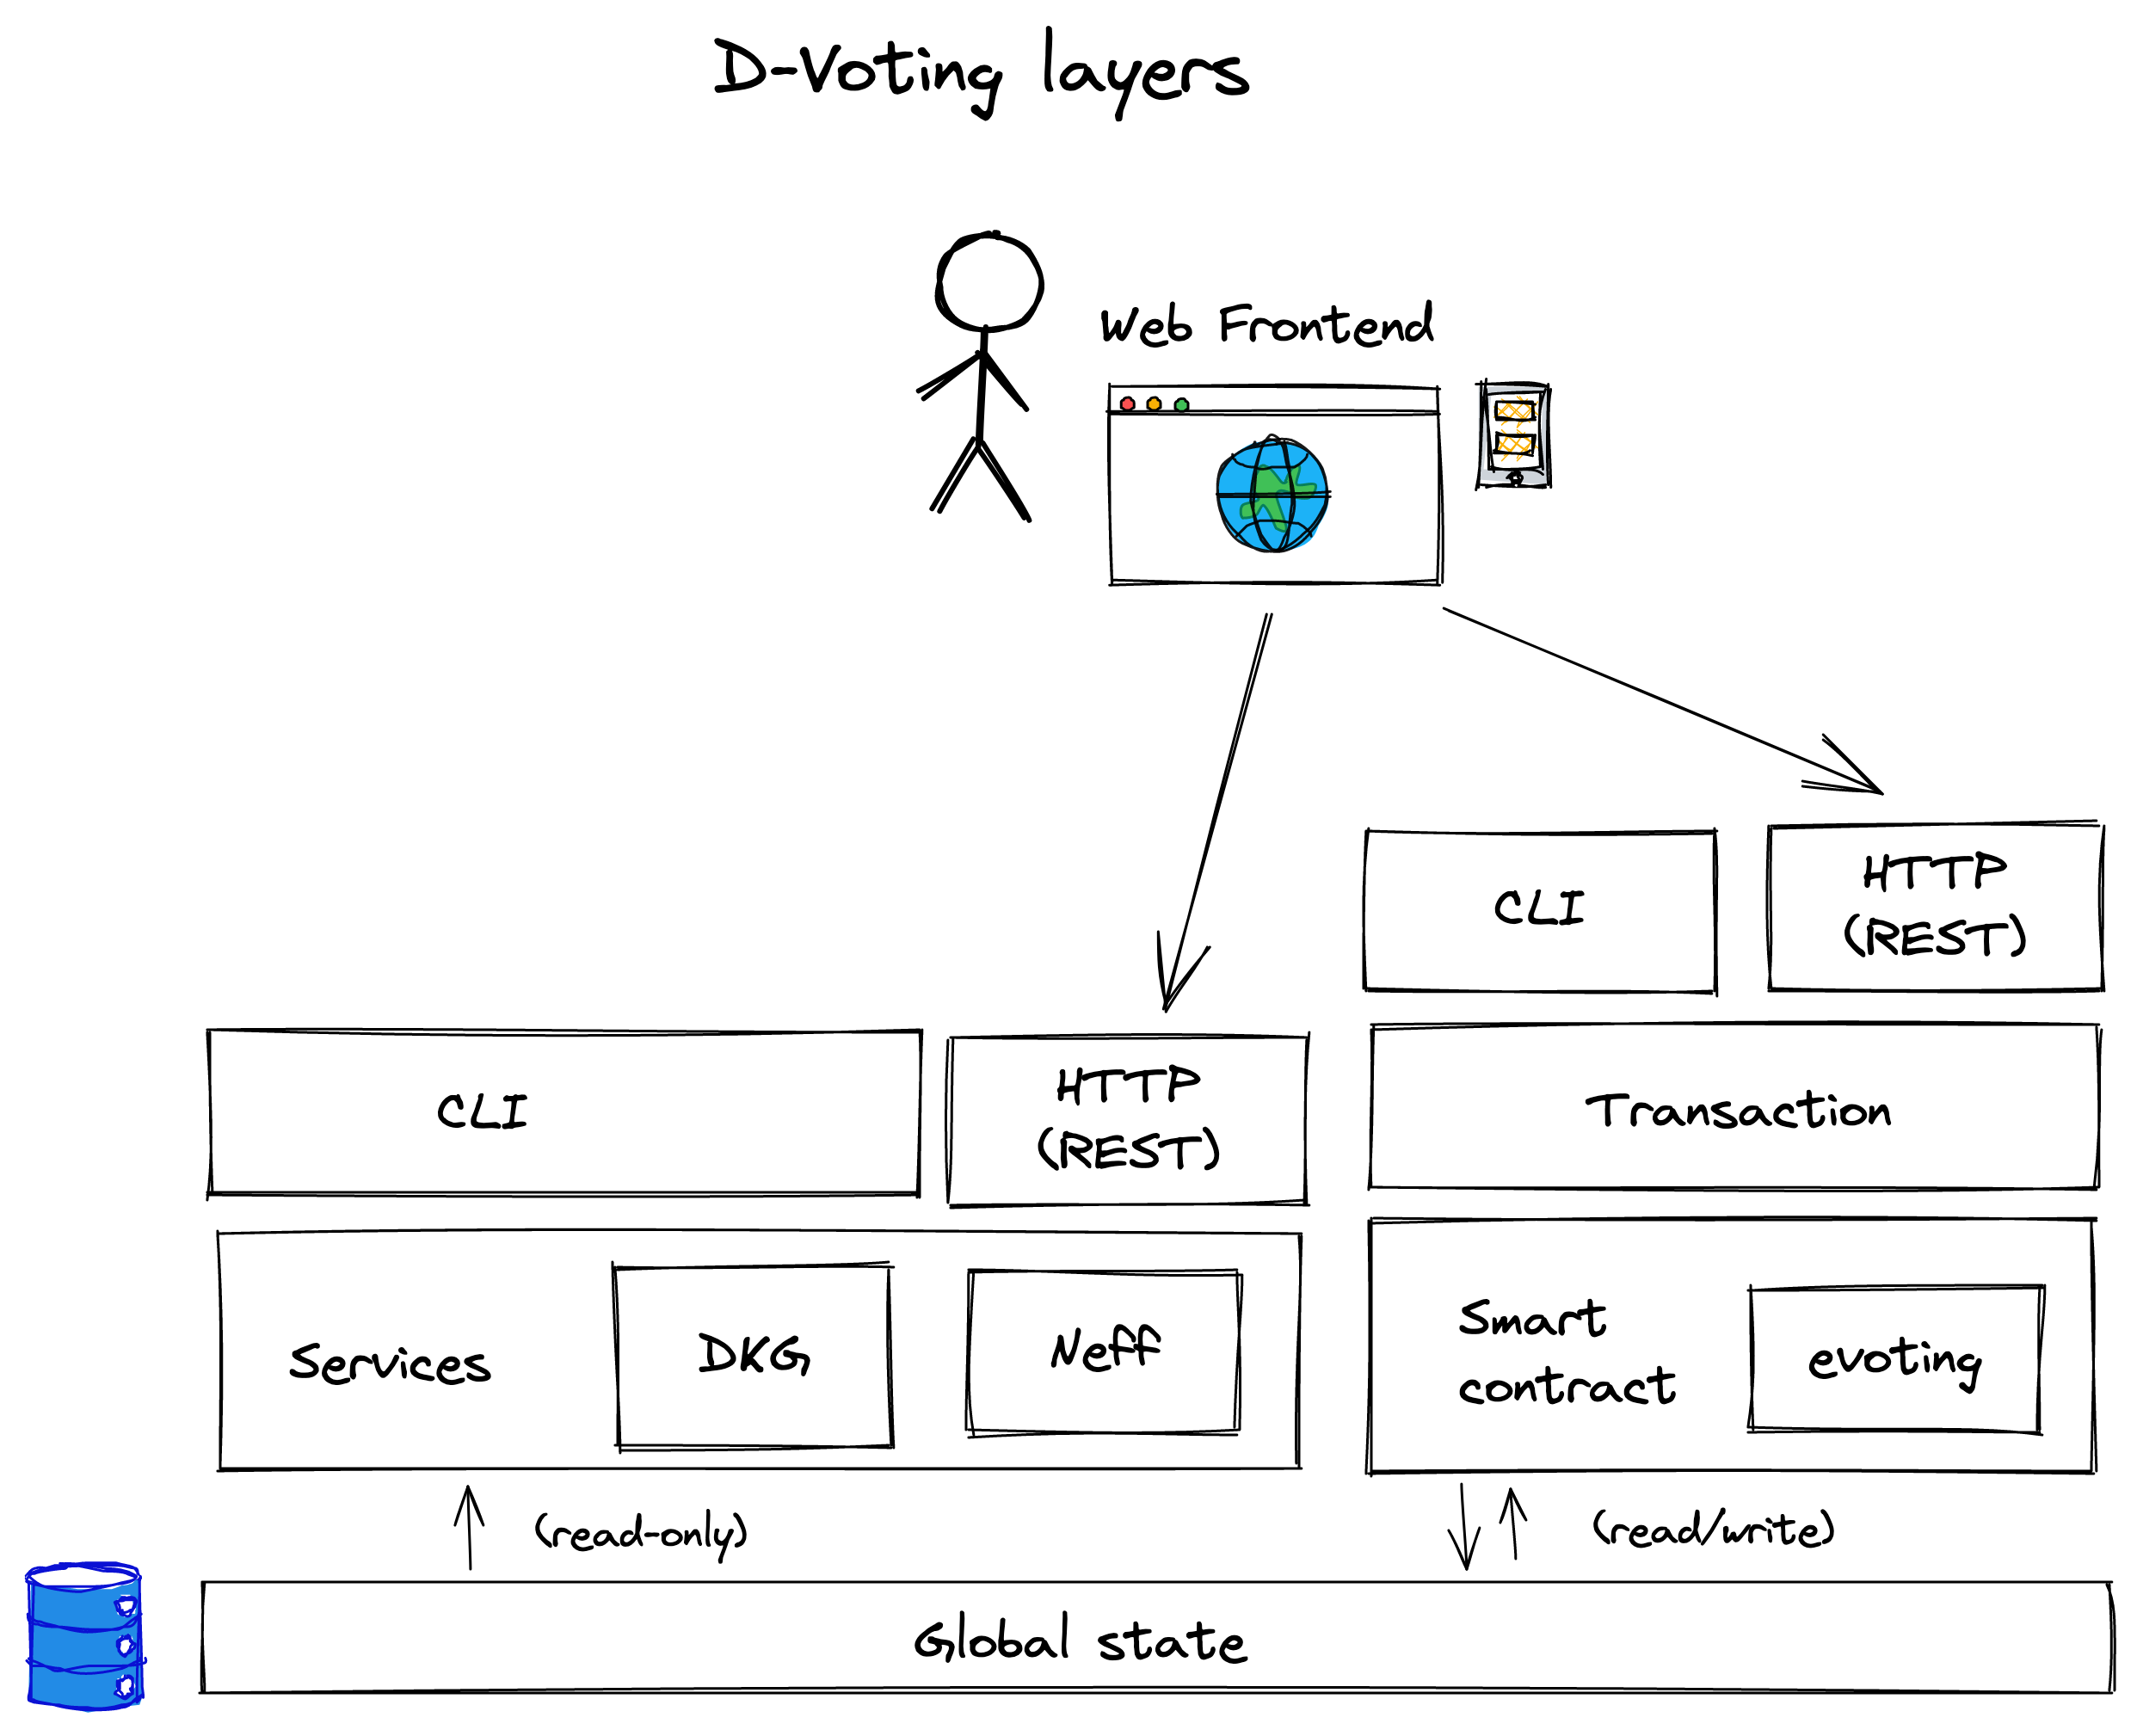 D-Voting layers
Web Frontend
CLI
HTTP
(REST)
CLI
HTTP
(REST)
Transaction
Services
DKG
Neff
Smart
contract
evoting
(read-only)
(read/write)
Global state